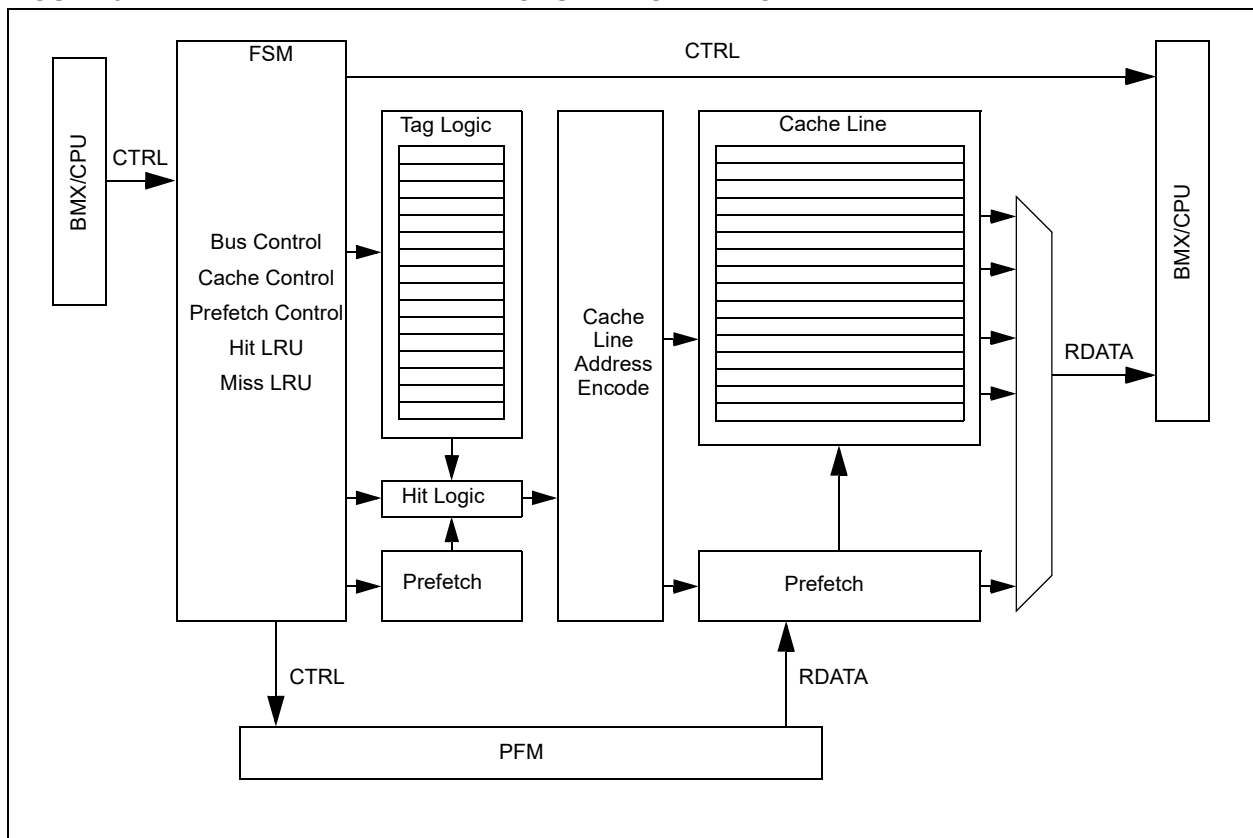 FSM
CTRL
BMX/CPU
CTRL
Tag Logic
Cache Line
BMX/CPU
Bus Control
Cache Control
Prefetch Control
Hit LRU
Miss LRU
Cache
Line
Address
Encode
RDATA
Hit Logic
Prefetch
Prefetch
CTRL
RDATA
PFM